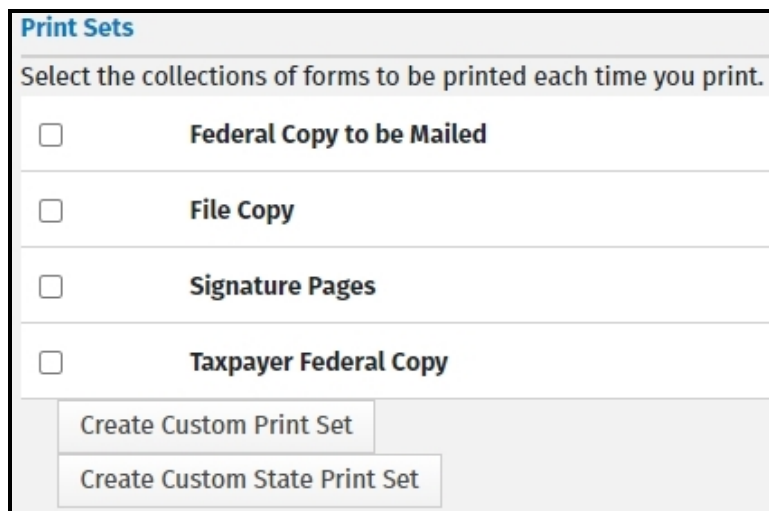 Print Sets
Select the collections of forms to be printed each time you print.
Federal Copy to be Mailed
File Copy
Signature Pages
Taxpayer Federal Copy
Create Custom Print Set
Create Custom State Print Set